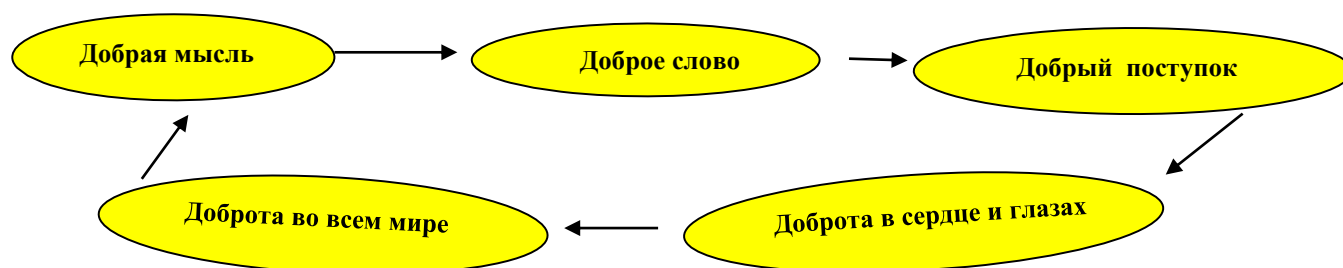 Добрая мысль
Доброе слово
Добрый поступок
Доброта в сердце и глазах
Доброта во всем мире